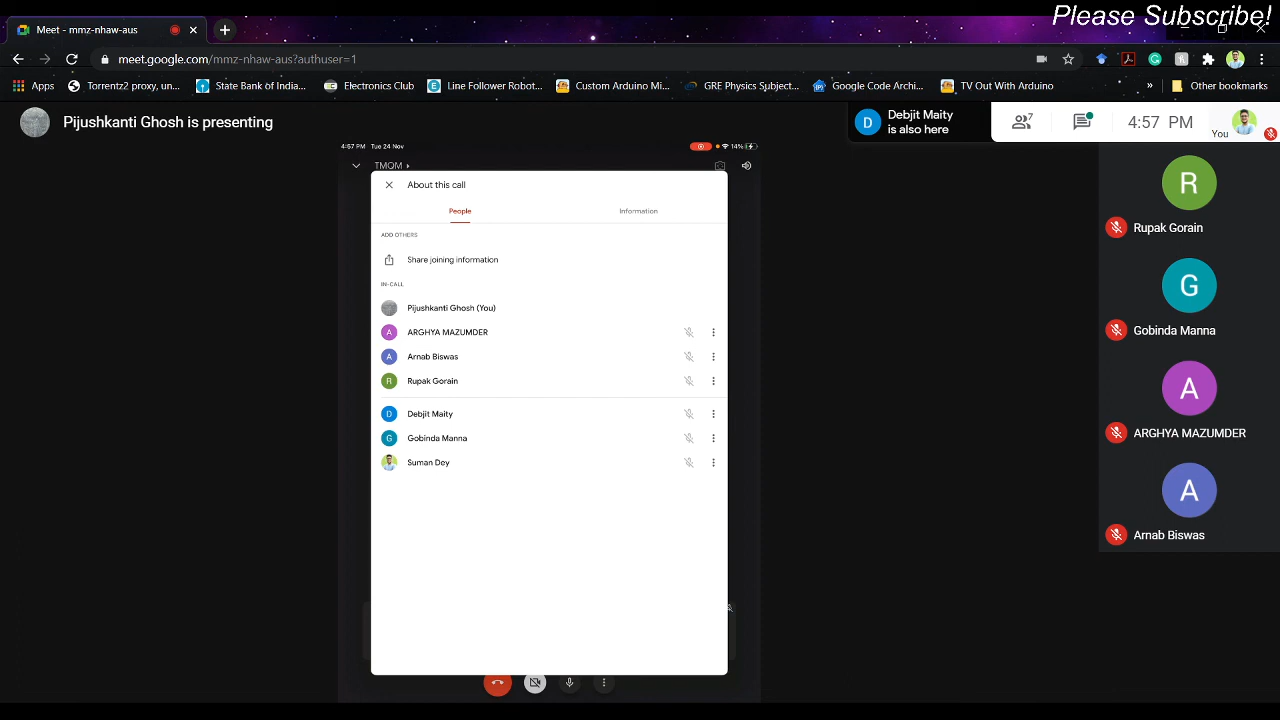 Please Subscribe!
Meet - mmz-nhaw-aus
meet.google.com/mmz-nhaw-aus?authuser=1
Apps
Torrentz2 proxy, un...
State Bank of India...
Electronics Club
Line Follower Robot...
Custom Arduino Mi...
GRE Physics Subject...
Google Code Archi...
TV Out With Arduino
»
Other bookmarks
Pijushkanti Ghosh is presenting
D
Debjit Maity
is also here
7
4:57 PM
You
4:57 PM Tue 24 Nov
14%
TMQM
About this call
People
Information
ADD OTHERS
Share joining information
IN-CALL
Pijushkanti Ghosh (You)
A ARGHYA MAZUMDER
A Arnab Biswas
R Rupak Gorain
D Debjit Maity
G Gobinda Manna
Suman Dey
R
Rupak Gorain
G
Gobinda Manna
A
ARGHYA MAZUMDER
A
Arnab Biswas